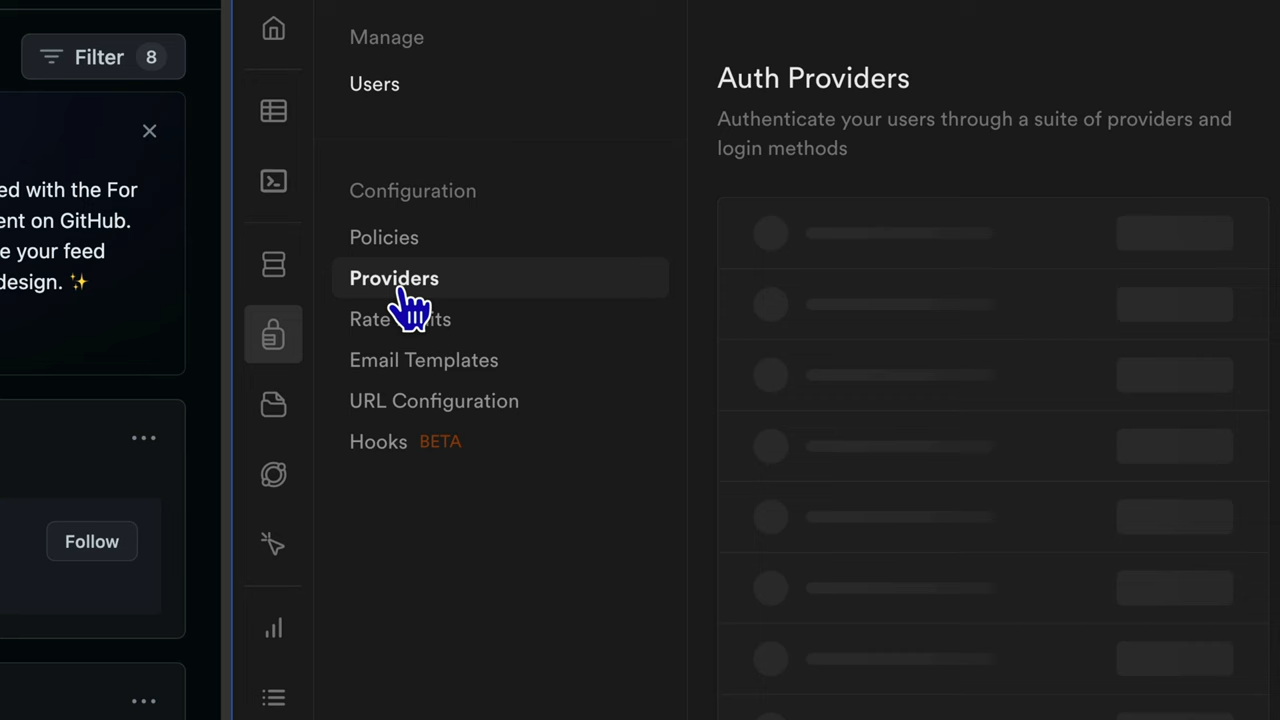 Filter 8
ed with the For
ent on GitHub.
e your feed
design. ✨
Follow
Manage
Users
Configuration
Policies
Providers
Rate
Email Templates
URL Configuration
Hooks BETA
Auth Providers
Authenticate your users through a suite of providers and
login methods